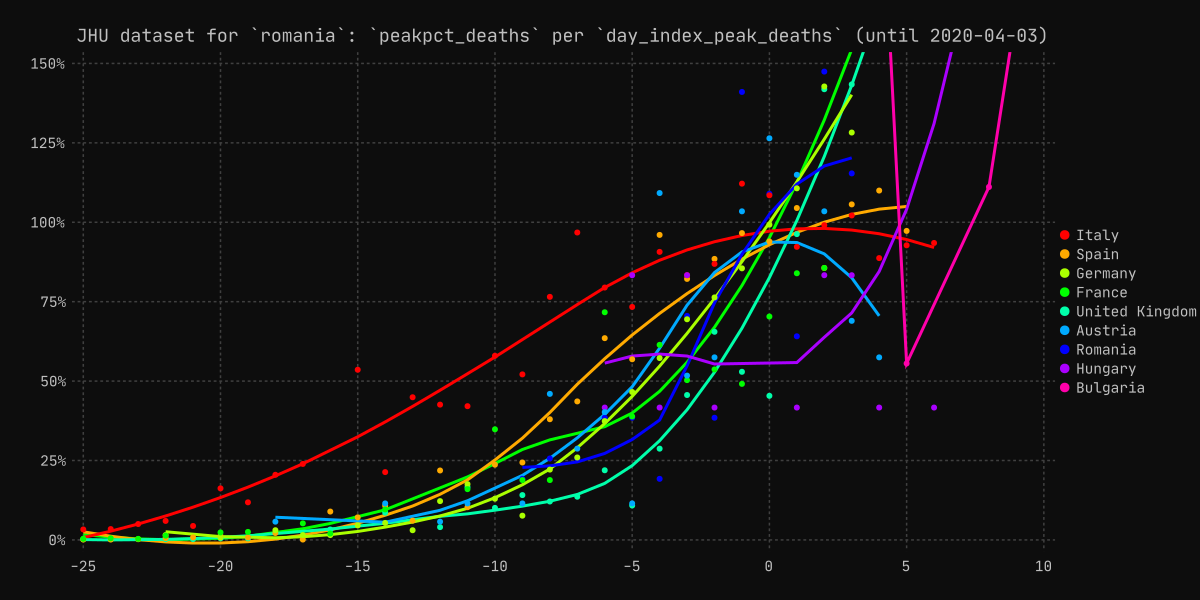 JHU dataset for `romania`: `peakpct_deaths` per `day_index_peak_deaths` (until 2020-04-03)
150%
125%
100%
75%
50%
25%
0%
-25
-20
-15
-10
-5
0
5
10
Italy
Spain
Germany
France
United Kingdom
Austria
Romania
Hungary
Bulgaria